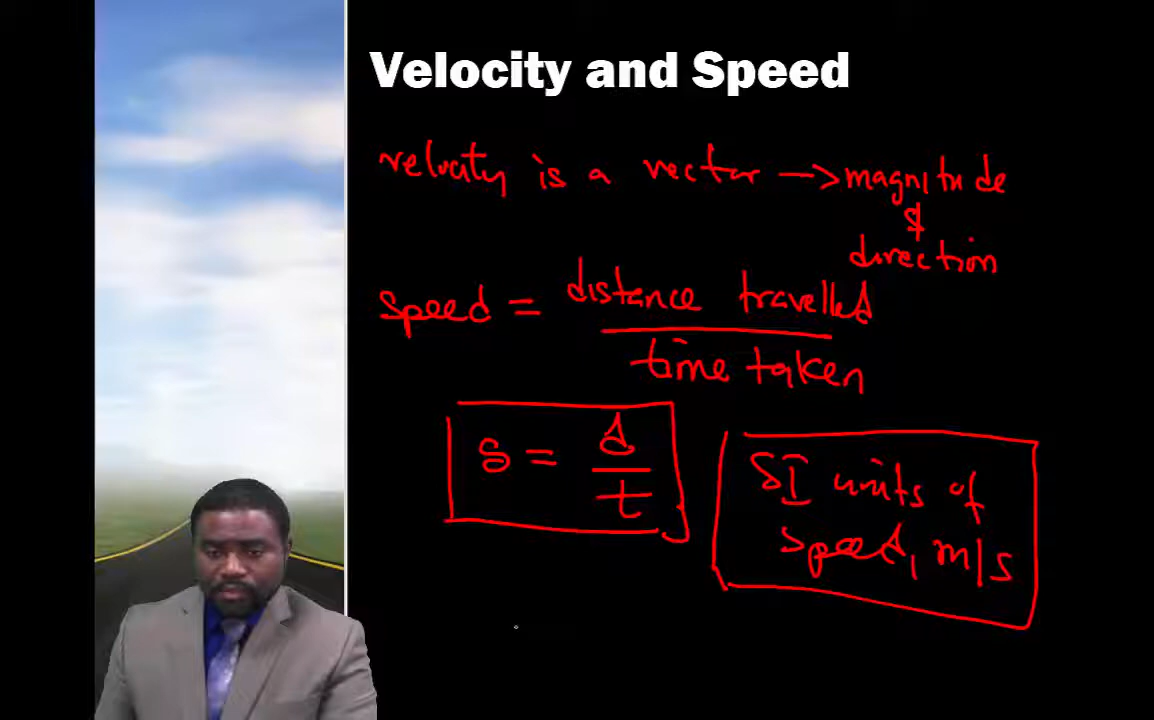 Velocity and Speed
velocity is a vector → magnitude
&
direction
speed = distance travelled
time taken
s = d
t
SI units of
speed, m/s